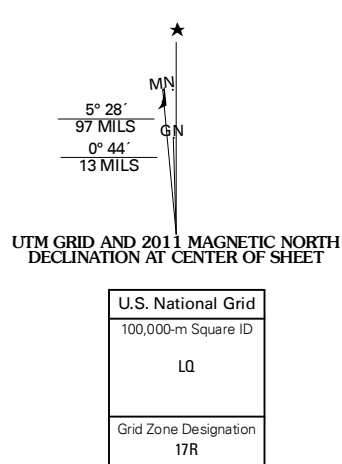 MN
5° 28´
97 MILS
GN
0° 44´
13 MILS
UTM GRID AND 2011 MAGNETIC NORTH
DECLINATION AT CENTER OF SHEET
U.S. National Grid
100,000-m Square ID
LQ
Grid Zone Designation
17R